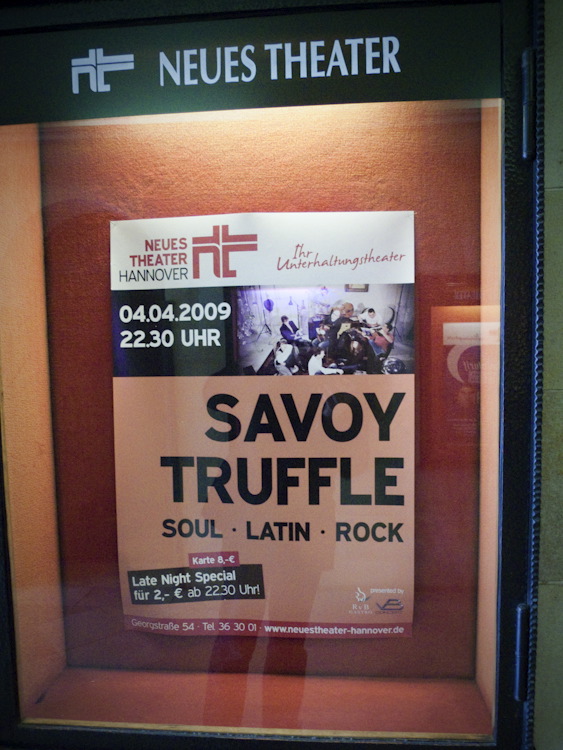 nt NEUES THEATER
NEUES
THEATER
HANNOVER
nt
Ihr
Unterhaltungstheater
04.04.2009
22.30 UHR
SAVOY
TRUFFLE
SOUL · LATIN · ROCK
Karte 8,-€
Late Night Special
für 2,- € ab 22.30 Uhr!
presented by
R v B
Georgstraße 54 · Tel. 36 30 01 · www.neuestheater-hannover.de